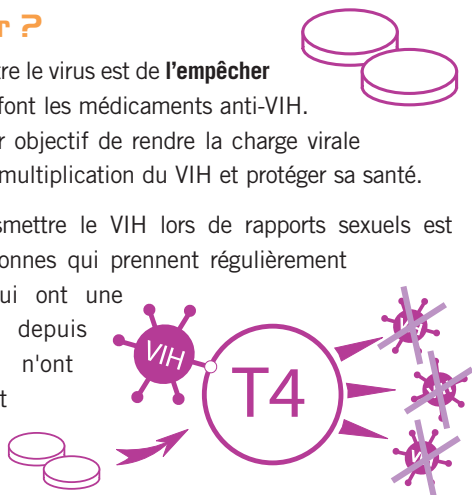 r ?
tre le virus est de l'empêcher
font les médicaments anti-VIH.
r objectif de rendre la charge virale
multiplication du VIH et protéger sa santé.
smettre le VIH lors de rapports sexuels est
onnes qui prennent régulièrement
ui ont une
depuis
n'ont
t
VIH
T4